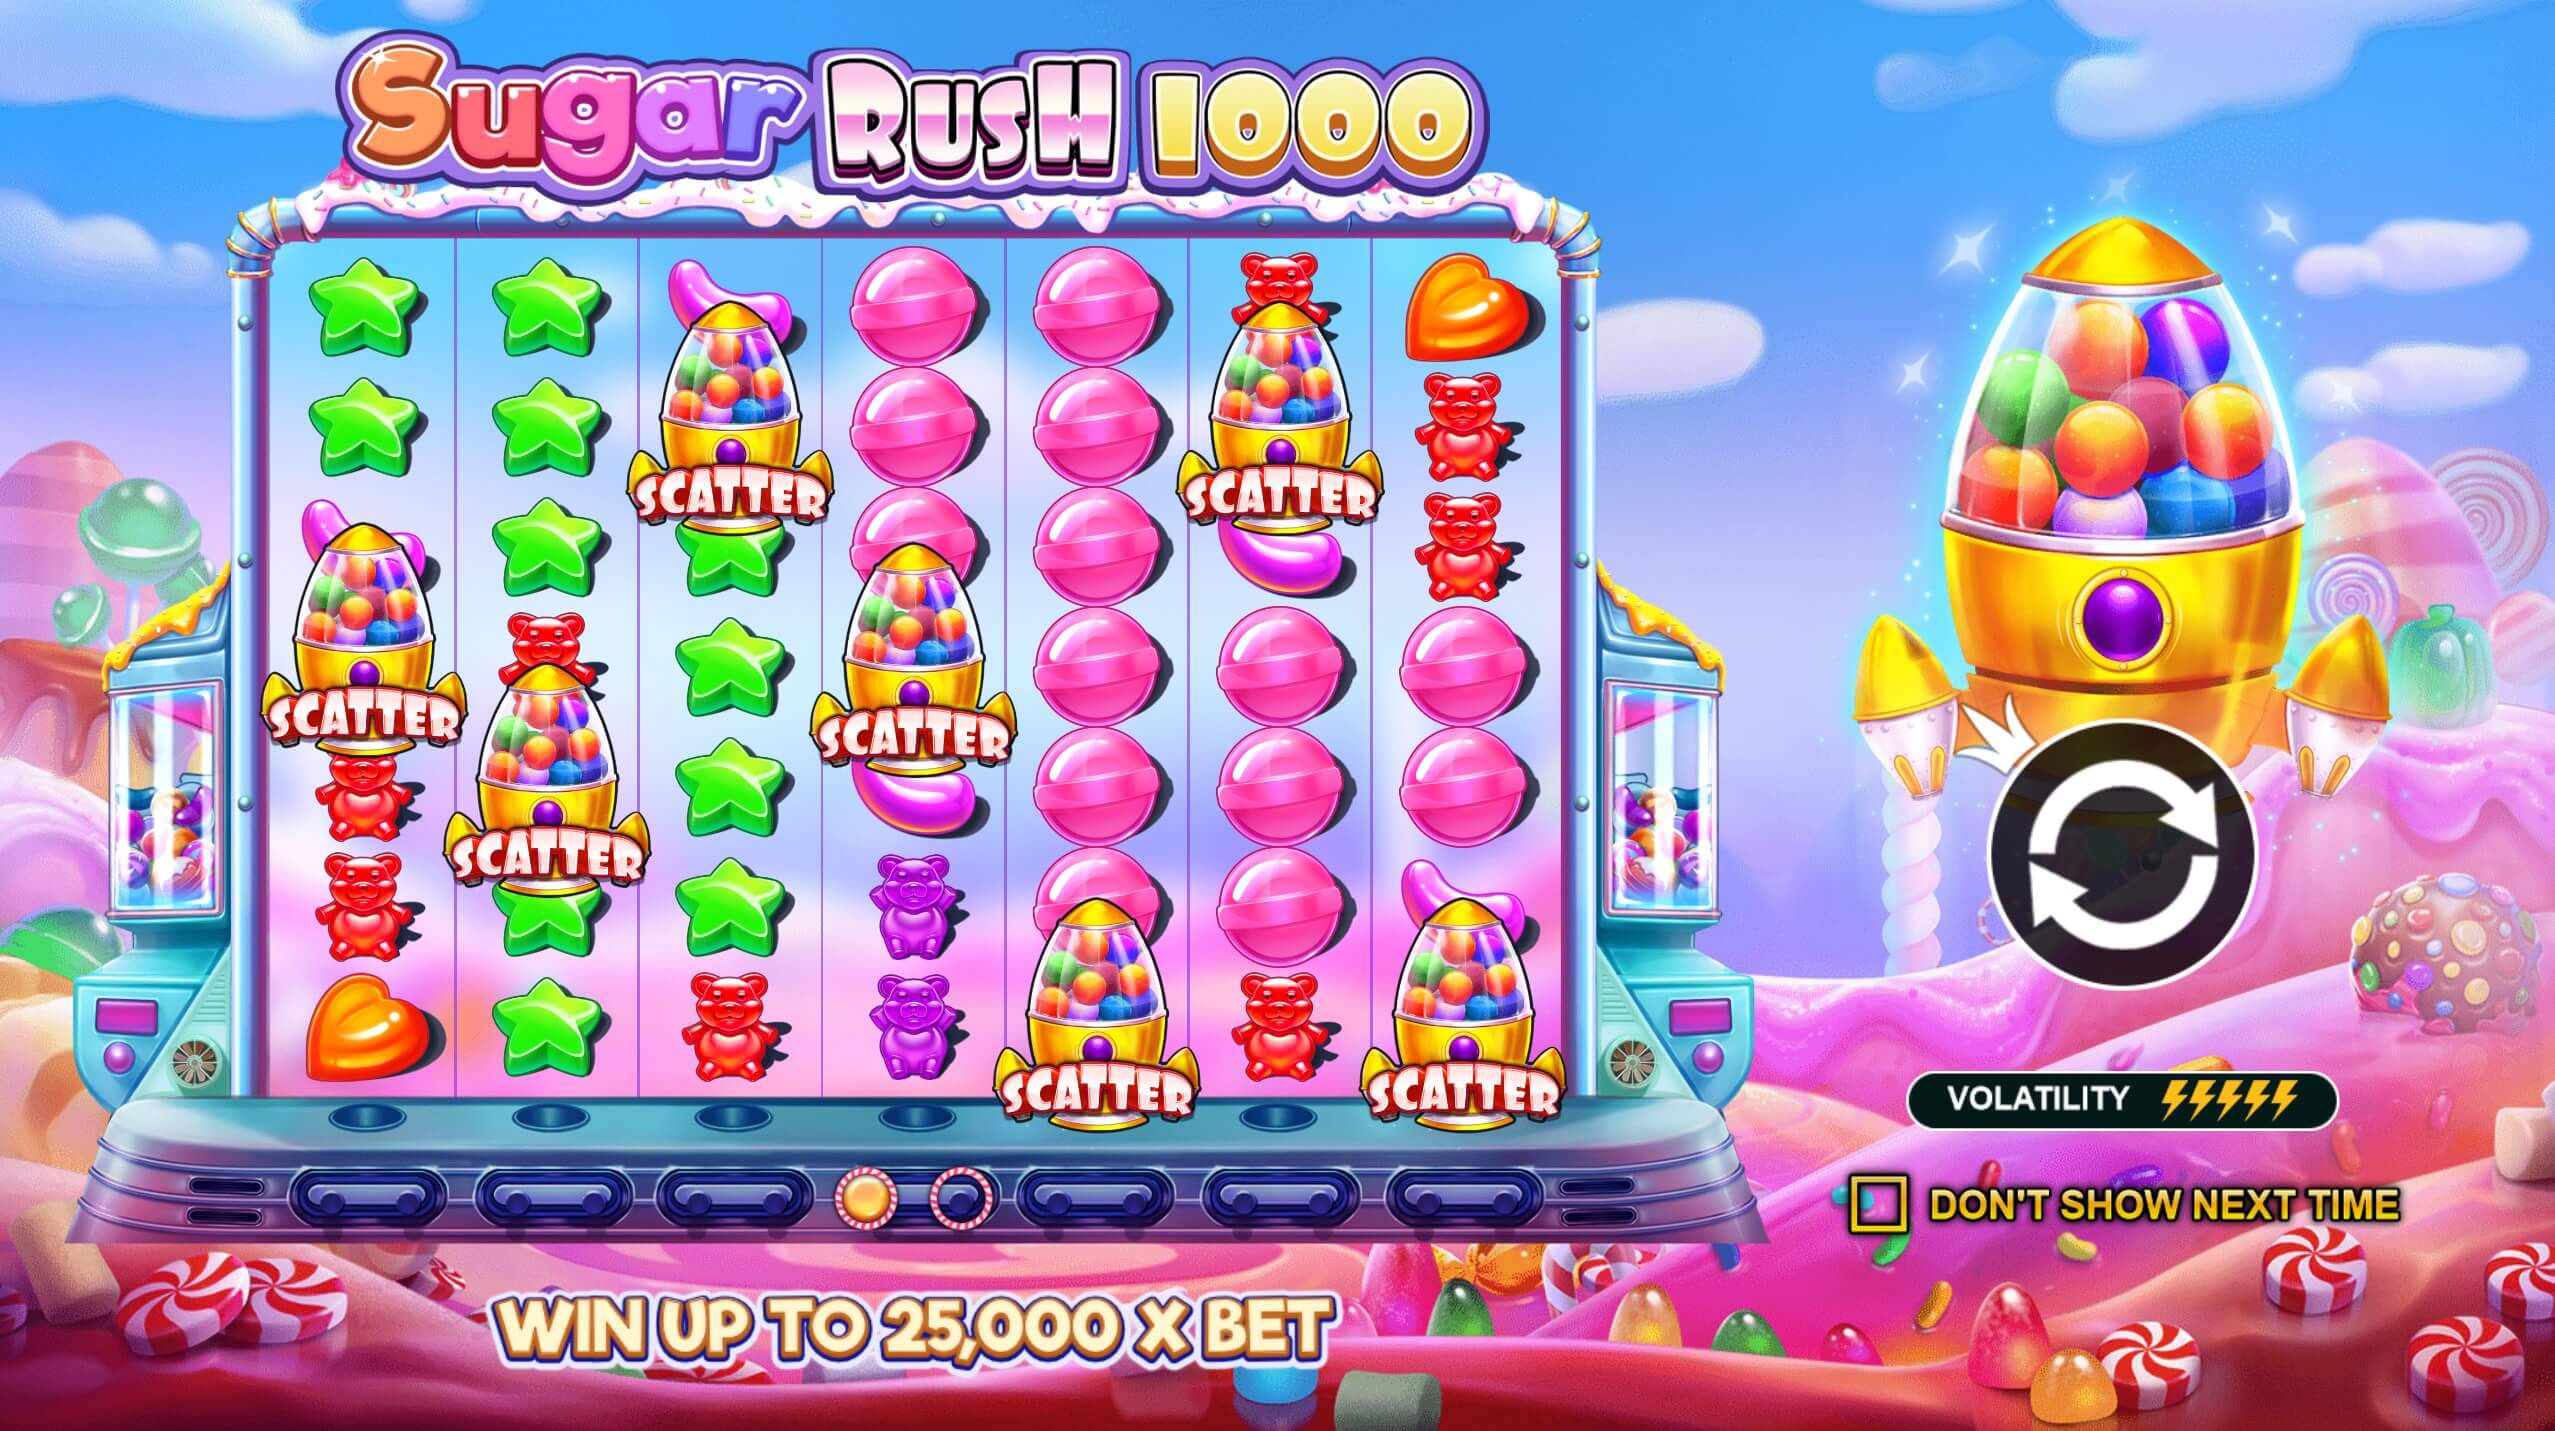 Sugar RUSH 1000
SCATTER
SCATTER
SCATTER
SCATTER
SCATTER
SCATTER
SCATTER
VOLATILITY
DON'T SHOW NEXT TIME
WIN UP TO 25,000 X BET